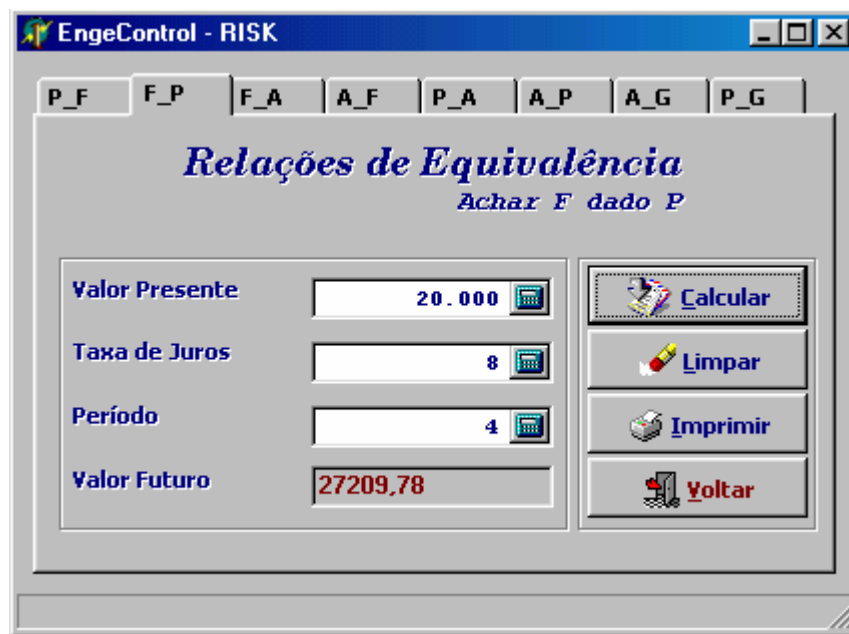 EngeControl - RISK
P_F F_P F_A A_F P_A A_P A_G P_G
Relações de Equivalência
Achar F dado P
Valor Presente 20.000 Calcular
Taxa de Juros 8 Limpar
Período 4 Imprimir
Valor Futuro 27209,78 Voltar